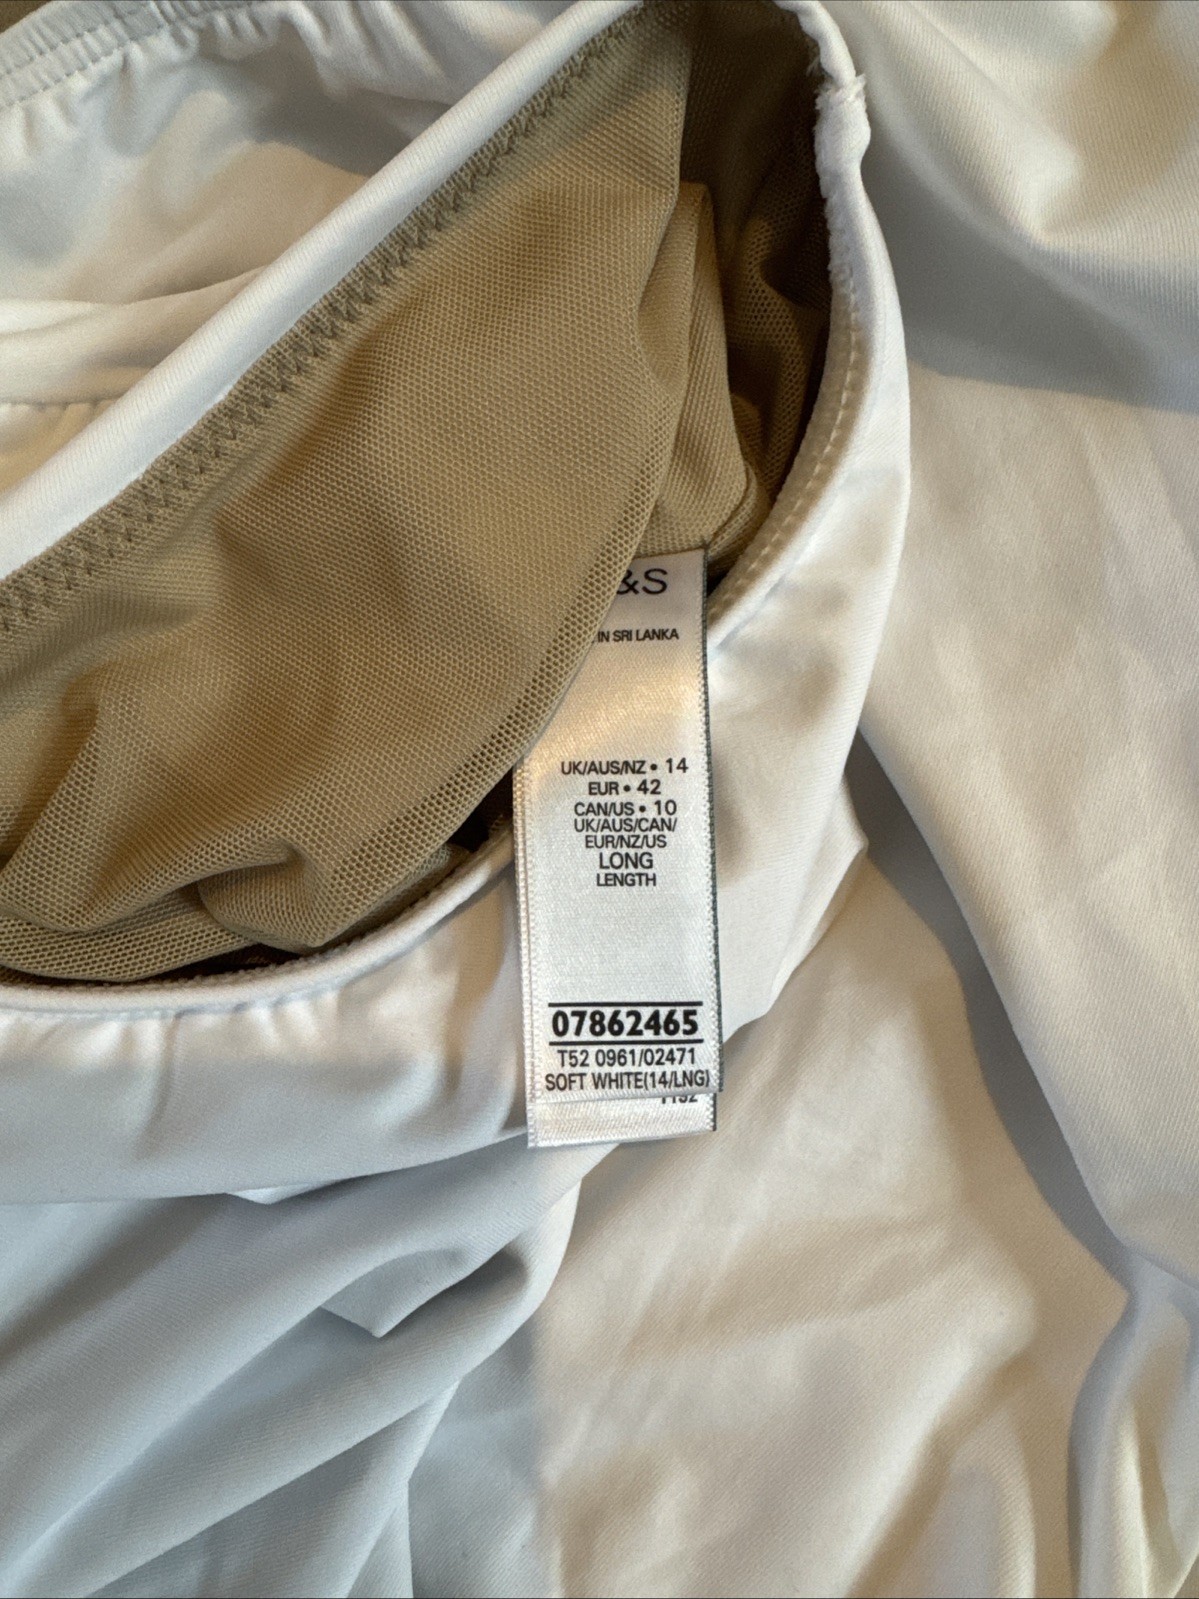 &S
IN SRI LANKA
UK/AUS/NZ • 14
EUR • 42
CAN/US • 10
UK/AUS/CAN/
EUR/NZ/US
LONG
LENGTH
07862465
T52 0961/02471
SOFT WHITE(14/LNG)